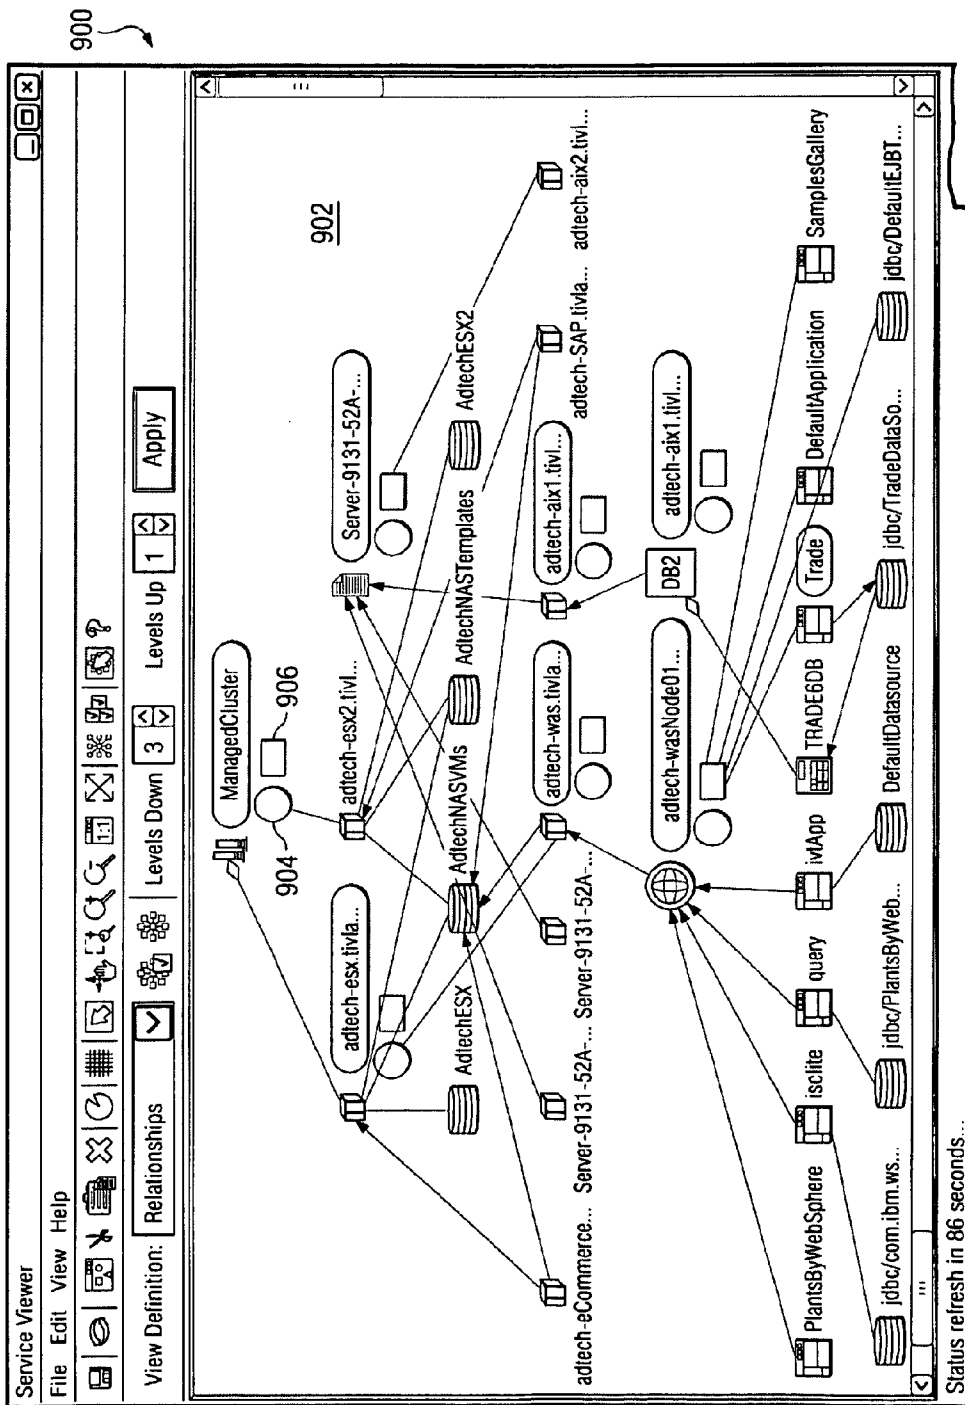 900
Service Viewer
File Edit View Help
1:1
?
View Definition: Relationships
Levels Down 3
Levels Up 1
Apply
ManagedCluster
902
904
906
adtech-esx.tivla...
adtech-esx2.tivl...
Server-9131-52A-...
AdtechESX
AdtechNASVMs
AdtechNASTemplates
AdtechESX2
adtech-eCommerce...
Server-9131-52A-...
Server-9131-52A-...
adtech-was.tivla...
adtech-aix1.tivl...
adtech-SAP.tivla...
adtech-aix2.tivl...
adtech-wasNode01...
DB2
adtech-aix1.tivl...
PlantsByWebSphere
isclite
query
ivtApp
TRADE6DB
Trade
DefaultApplication
SamplesGallery
jdbc/com.ibm.ws...
jdbc/PlantsByWeb...
DefaultDatasource
jdbc/TradeDataSo...
jdbc/DefaultEJBT...
Status refresh in 86 seconds...